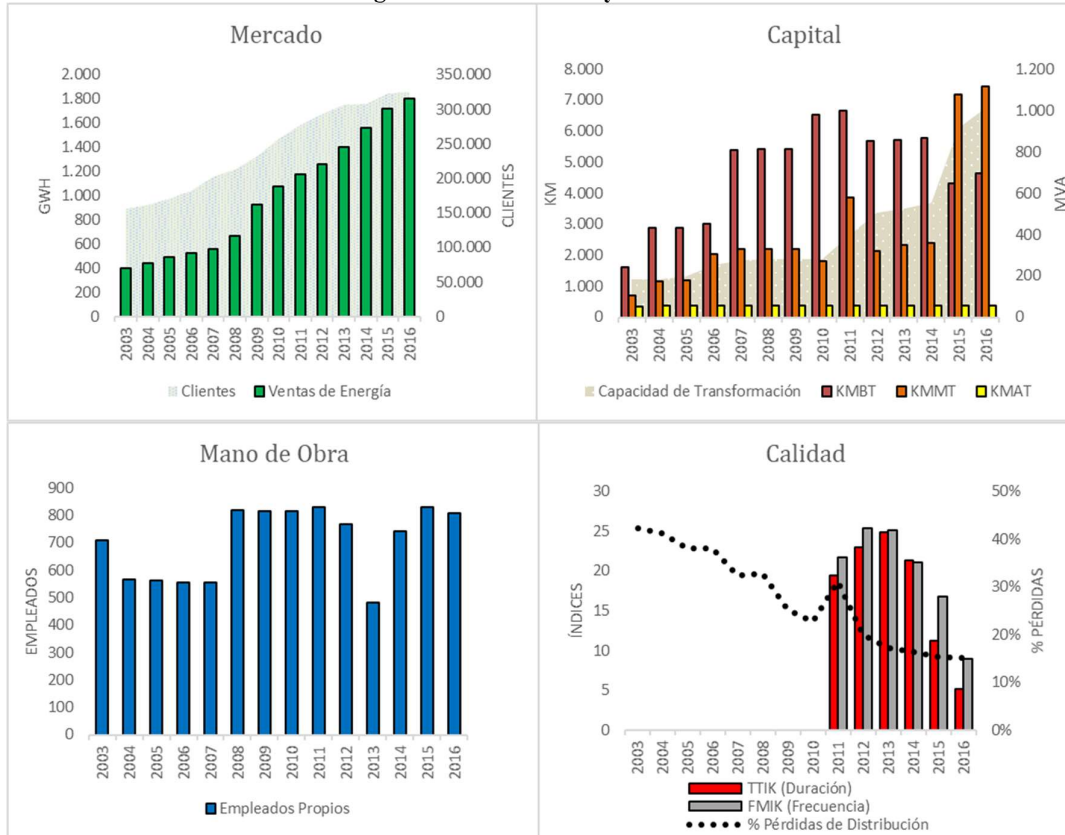 Mercado
2.000
1.800
1.600
1.400
1.200
1.000
800
600
400
200
0
GWH
350.000
300.000
250.000
200.000
150.000
100.000
50.000
0
CLIENTES
2003 2004 2005 2006 2007 2008 2009 2010 2011 2012 2013 2014 2015 2016
Clientes Ventas de Energía
Capital
8.000
7.000
6.000
5.000
4.000
3.000
2.000
1.000
0
KM
1.200
1.000
800
600
400
200
0
MVA
2003 2004 2005 2006 2007 2008 2009 2010 2011 2012 2013 2014 2015 2016
Capacidad de Transformación KMBT KMMT KMAT
Mano de Obra
900
800
700
600
500
400
300
200
100
0
EMPLEADOS
2003 2004 2005 2006 2007 2008 2009 2010 2011 2012 2013 2014 2015 2016
Empleados Propios
Calidad
30
25
20
15
10
5
0
ÍNDICES
50%
40%
30%
20%
10%
0%
% PÉRDIDAS
2003 2004 2005 2006 2007 2008 2009 2010 2011 2012 2013 2014 2015 2016
TTIK (Duración)
FMIK (Frecuencia)
% Pérdidas de Distribución